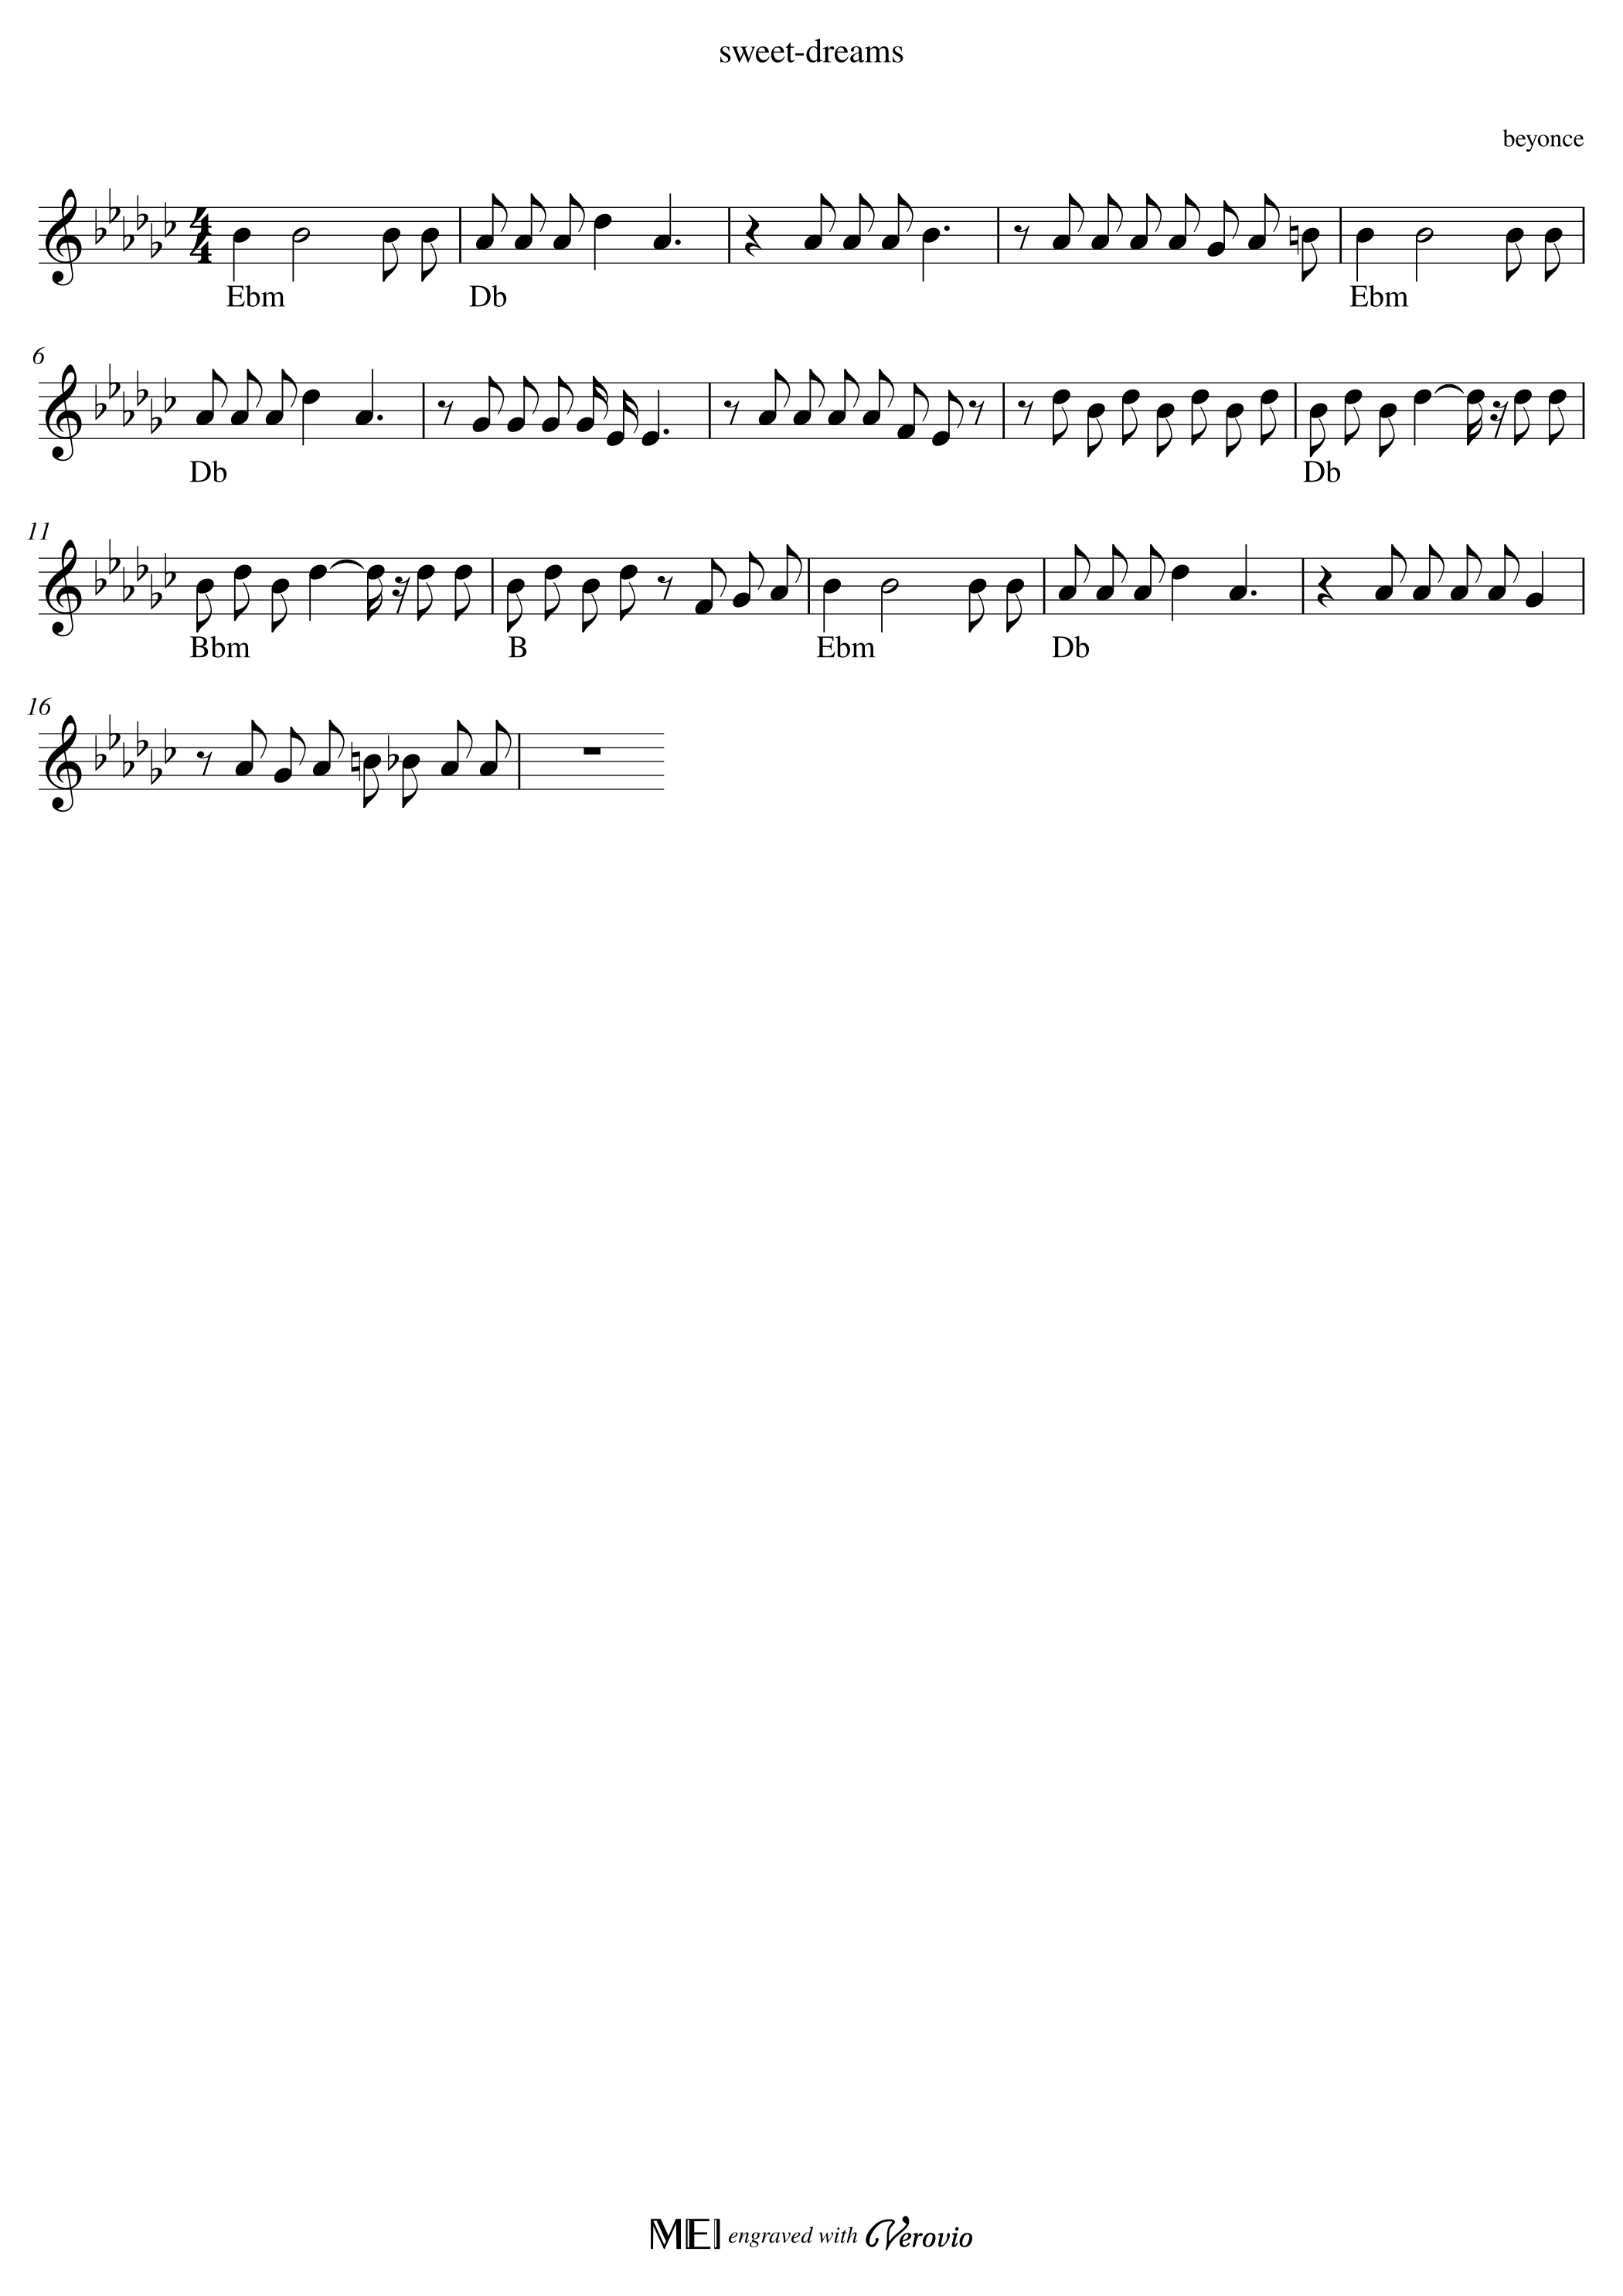 sweet-dreams
beyonce
4
4
Ebm Db Ebm
6
Db Db
11
Bbm B Ebm Db
16
MEI engraved with Verovio